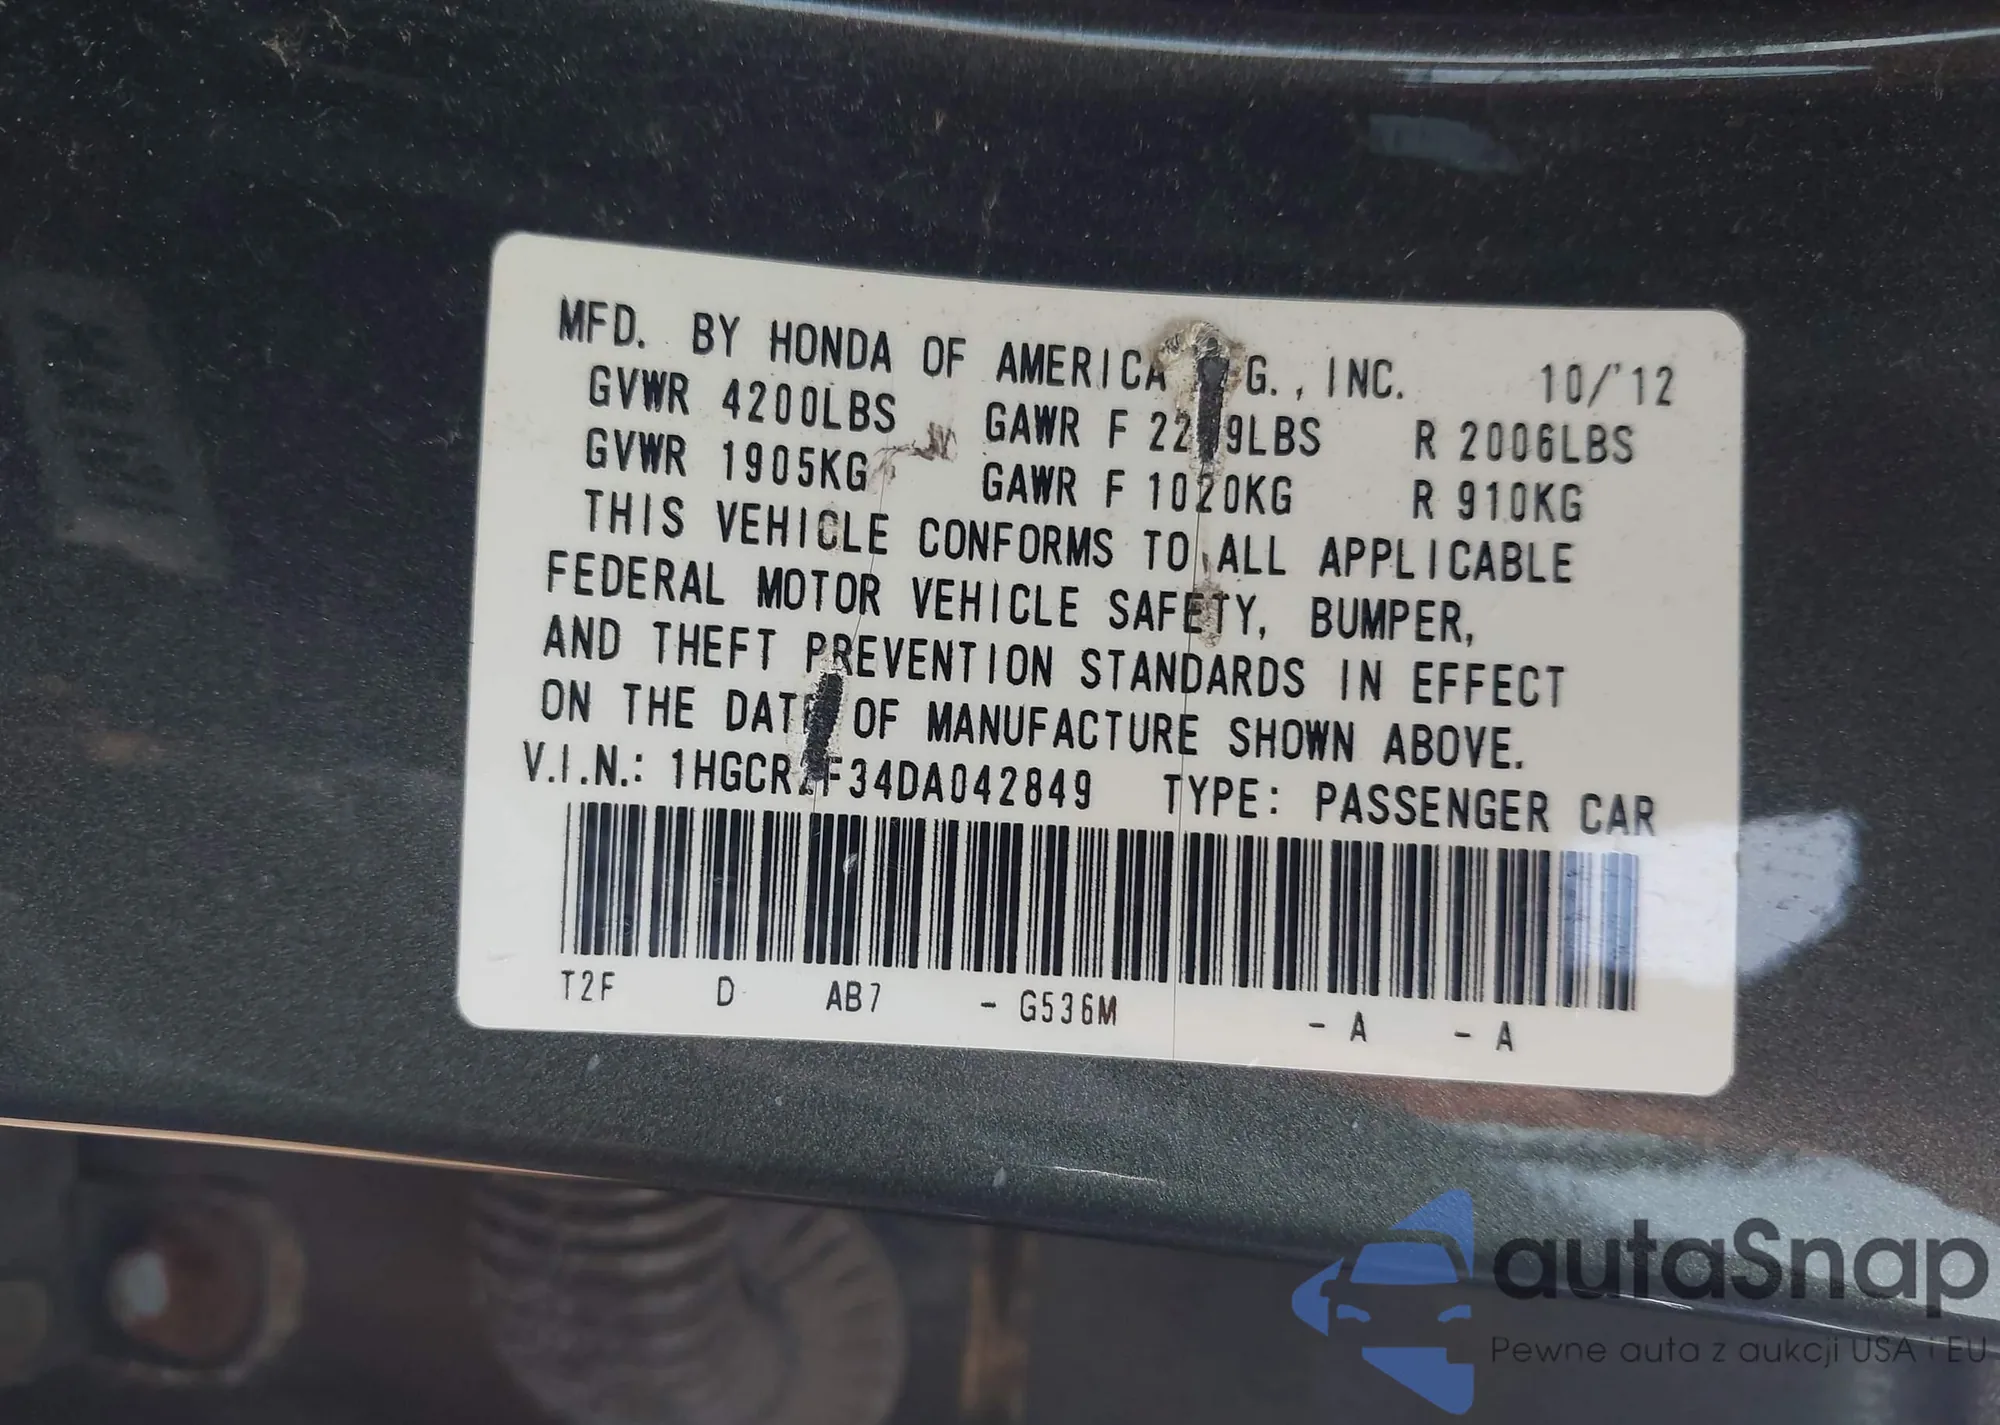 MFD. BY HONDA OF AMERICA G., INC. 10/'12
GVWR 4200LBS GAWR F R 2006LBS
GVWR 1905KG GAWR F 1020KG R 910KG
THIS VEHICLE CONFORMS TO ALL APPLICABLE
FEDERAL MOTOR VEHICLE SAFETY, BUMPER,
AND THEFT PREVENTION STANDARDS IN EFFECT
ON THE DATE OF MANUFACTURE SHOWN ABOVE.
V.I.N.: 1HGCR2F34DA042849 TYPE: PASSENGER CAR
T2F D AB7 - G536M - A - A
autaSnap
Pewne auta z aukcji USA i EU